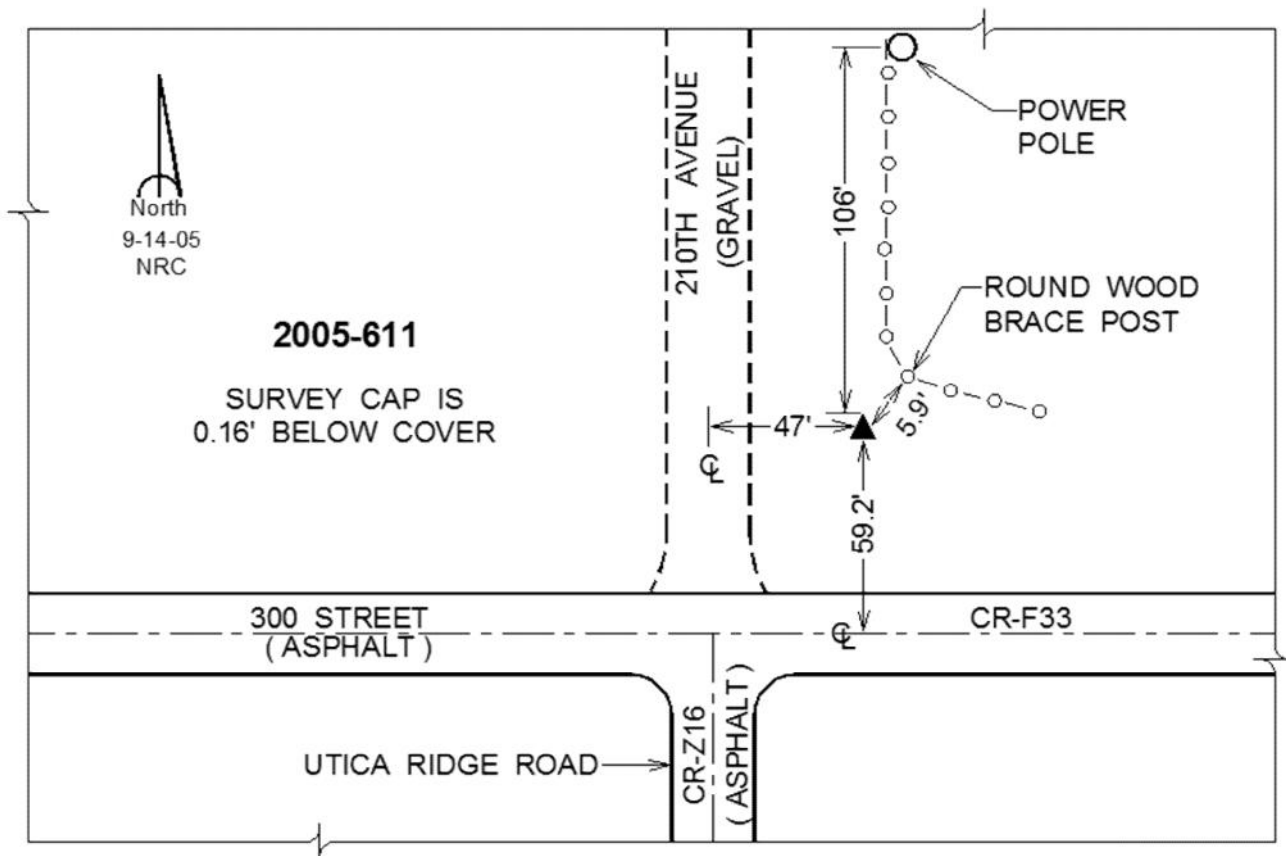 North
9-14-05
NRC
2005-611
SURVEY CAP IS
0.16' BELOW COVER
210TH AVENUE
(GRAVEL)
106'
POWER
POLE
ROUND WOOD
BRACE POST
5.9'
47'
℄
59.2'
300 STREET
( ASPHALT )
℄
CR-F33
UTICA RIDGE ROAD
CR-Z16
( ASPHALT )